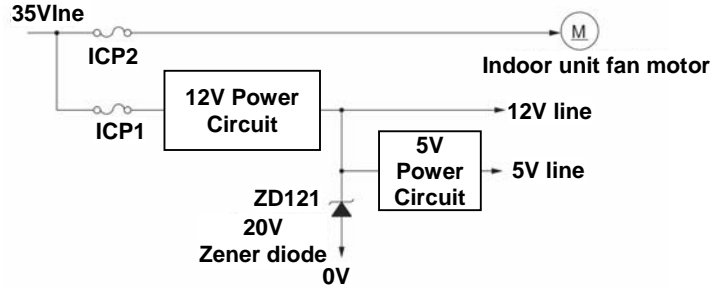 35VIne
ICP2
M
Indoor unit fan motor
ICP1
12V Power
Circuit
12V line
5V
Power
Circuit
5V line
ZD121
20V
Zener diode
0V